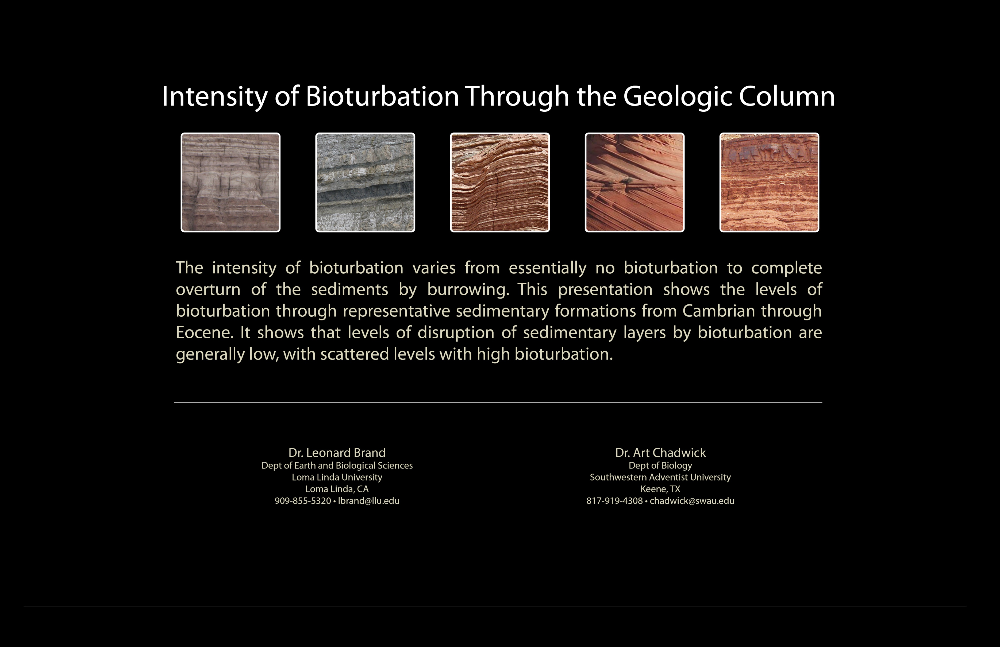 Intensity of Bioturbation Through the Geologic Column
The intensity of bioturbation varies from essentially no bioturbation to complete
overturn of the sediments by burrowing. This presentation shows the levels of
bioturbation through representative sedimentary formations from Cambrian through
Eocene. It shows that levels of disruption of sedimentary layers by bioturbation are
generally low, with scattered levels with high bioturbation.
Dr. Leonard Brand
Dept of Earth and Biological Sciences
Loma Linda University
Loma Linda, CA
909-855-5320 • lbrand@llu.edu
Dr. Art Chadwick
Dept of Biology
Southwestern Adventist University
Keene, TX
817-919-4308 • chadwick@swau.edu